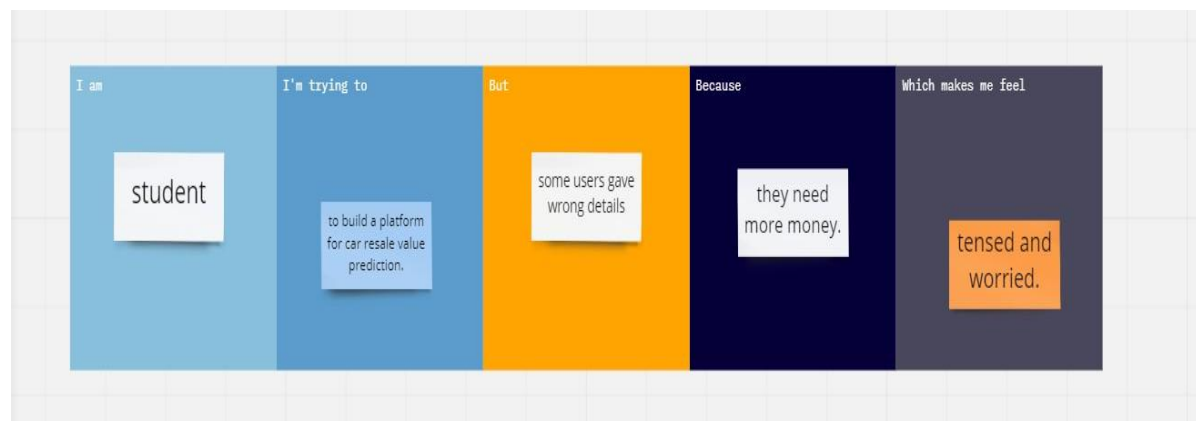 I am
student
I'm trying to
to build a platform
for car resale value
prediction.
But
some users gave
wrong details
Because
they need
more money.
Which makes me feel
tensed and
worried.